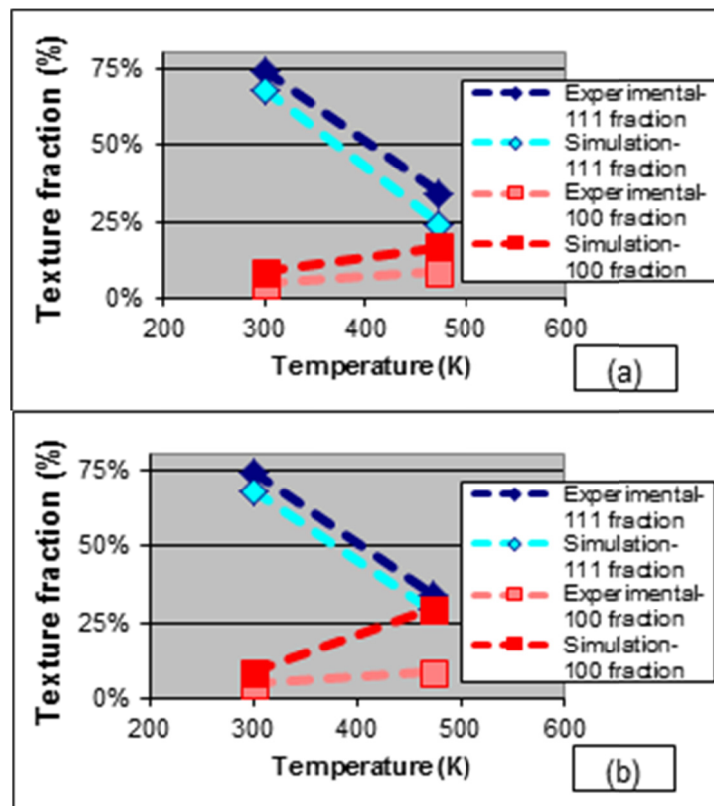 Texture fraction (%)
75%
50%
25%
0%
200 300 400 500 600
Temperature (K)
Experimental-
111 fraction
Simulation-
111 fraction
Experimental-
100 fraction
Simulation-
100 fraction
(a)
Texture fraction (%)
75%
50%
25%
0%
200 300 400 500 600
Temperature (K)
Experimental-
111 fraction
Simulation-
111 fraction
Experimental-
100 fraction
Simulation-
100 fraction
(b)